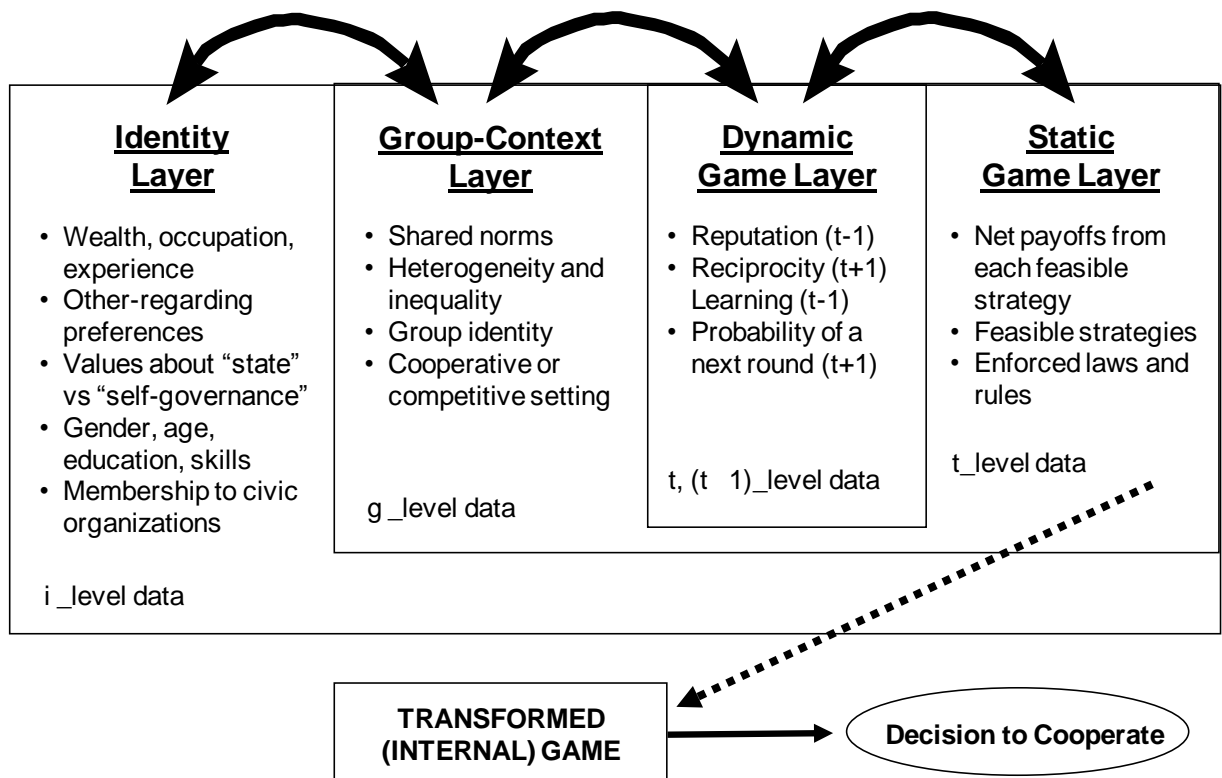 Identity
Layer
• Wealth, occupation,
experience
• Other-regarding
preferences
• Values about “state”
vs “self-governance”
• Gender, age,
education, skills
• Membership to civic
organizations
i _level data
Group-Context
Layer
• Shared norms
• Heterogeneity and
inequality
• Group identity
• Cooperative or
competitive setting
g _level data
Dynamic
Game Layer
• Reputation (t-1)
• Reciprocity (t+1)
Learning (t-1)
• Probability of a
next round (t+1)
t, (t 1)_level data
Static
Game Layer
• Net payoffs from
each feasible
strategy
• Feasible strategies
• Enforced laws and
rules
t_level data
TRANSFORMED
(INTERNAL) GAME
Decision to Cooperate